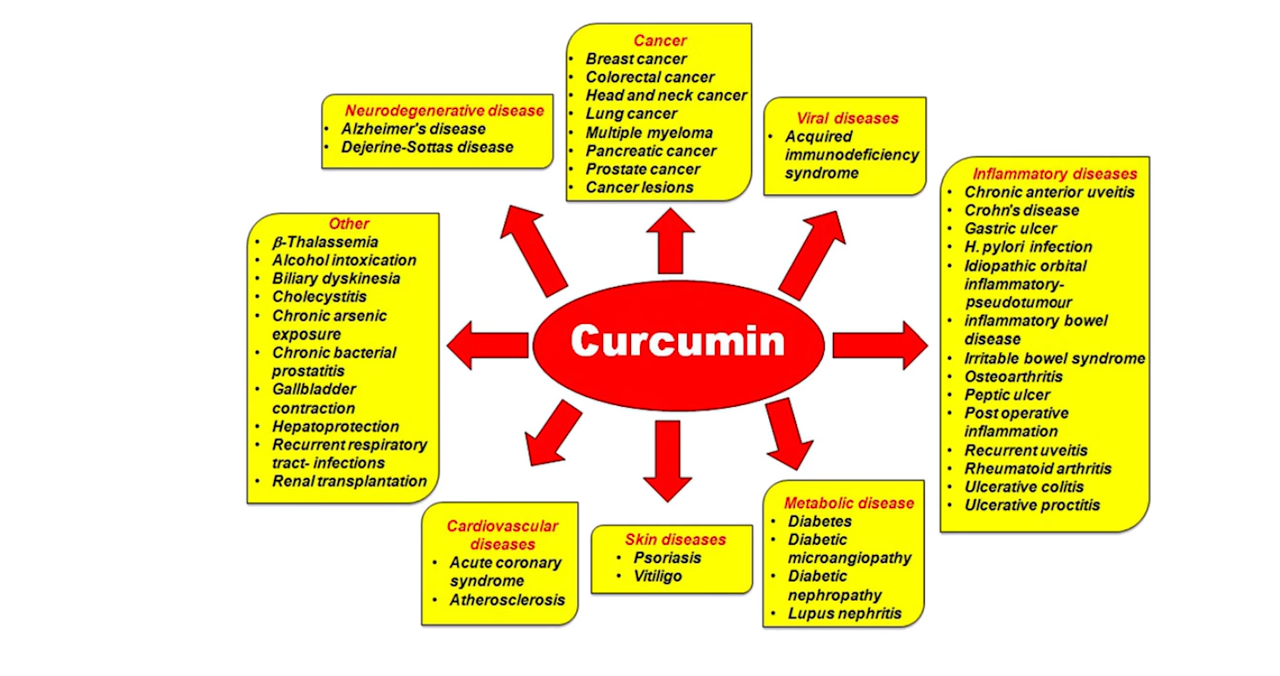 Cancer
Breast cancer
Colorectal cancer
Head and neck cancer
Lung cancer
Multiple myeloma
Pancreatic cancer
Prostate cancer
Cancer lesions
Neurodegenerative disease
Alzheimer's disease
Dejerine-Sottas disease
Viral diseases
Acquired
immunodeficiency
syndrome
Inflammatory diseases
Chronic anterior uveitis
Crohn's disease
Gastric ulcer
H. pylori infection
Idiopathic orbital
inflammatory-
pseudotumour
inflammatory bowel
disease
Irritable bowel syndrome
Osteoarthritis
Peptic ulcer
Post operative
inflammation
Recurrent uveitis
Rheumatoid arthritis
Ulcerative colitis
Ulcerative proctitis
Other
β-Thalassemia
Alcohol intoxication
Biliary dyskinesia
Cholecystitis
Chronic arsenic
exposure
Chronic bacterial
prostatitis
Gallbladder
contraction
Hepatoprotection
Recurrent respiratory
tract- infections
Renal transplantation
Curcumin
Cardiovascular
diseases
Acute coronary
syndrome
Atherosclerosis
Skin diseases
Psoriasis
Vitiligo
Metabolic disease
Diabetes
Diabetic
microangiopathy
Diabetic
nephropathy
Lupus nephritis